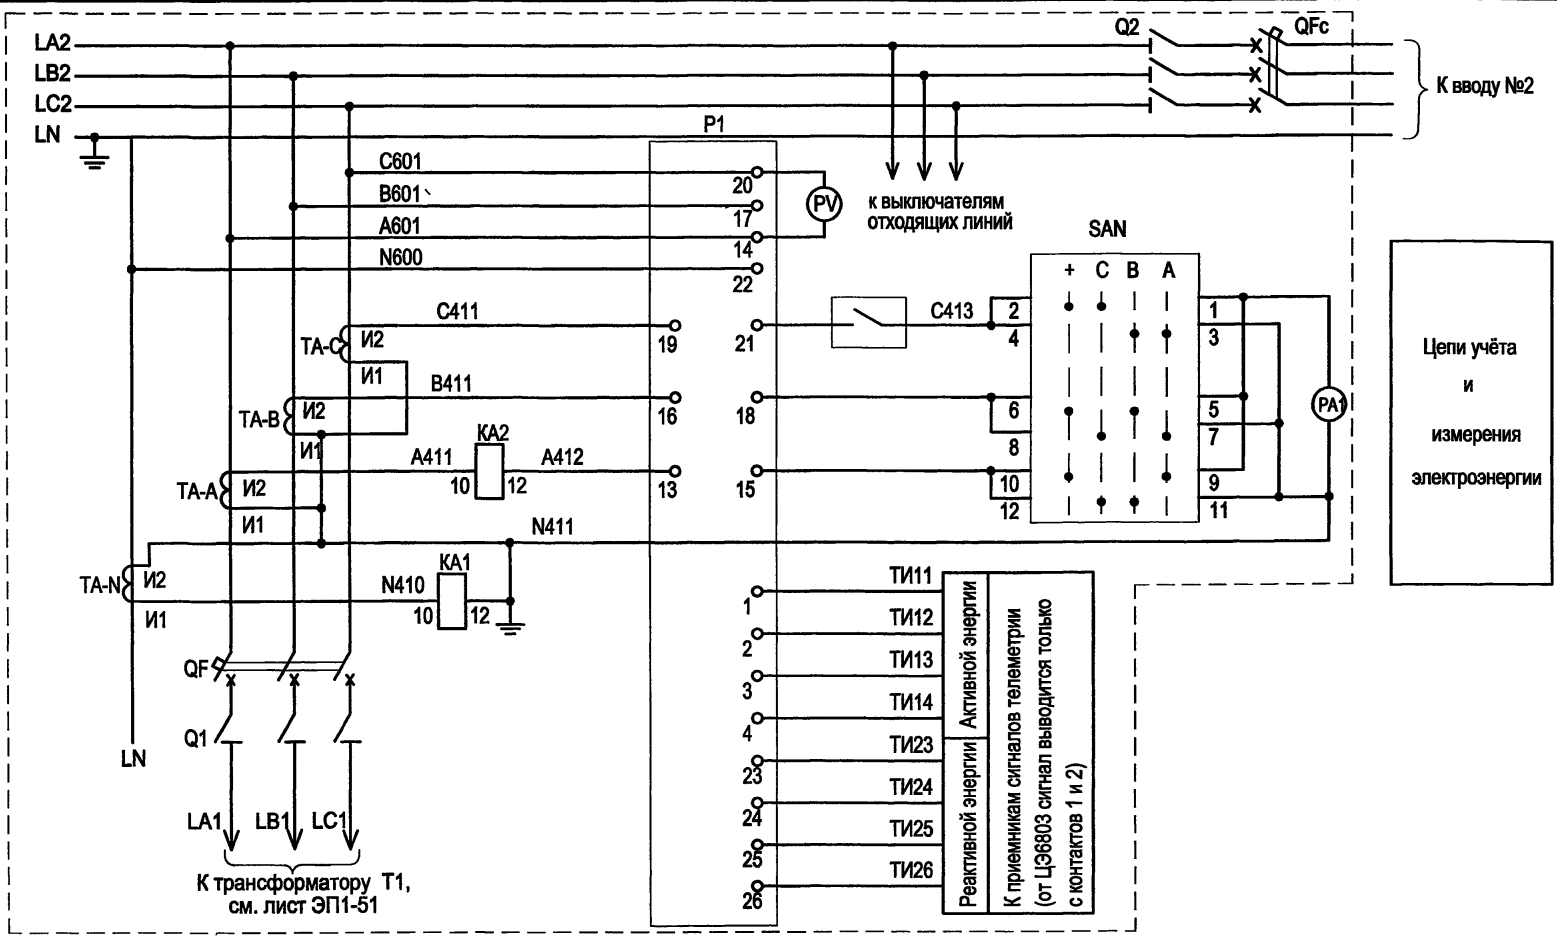 LA2
LB2
LC2
LN
Q2
QFc
К вводу №2
P1
C601
B601
A601
N600
20
17
14
22
PV
к выключателям
отходящих линий
SAN
+ C B A
C411
C413
TA-C
И2
И1
19
21
2
4
1
3
B411
TA-B
И2
И1
16
18
6
8
5
7
PA1
A411
KA2
A412
10
12
TA-A
И2
И1
13
15
10
12
9
11
N411
TA-N
И2
И1
N410
KA1
10
12
QF
Q1
LN
LA1
LB1
LC1
К трансформатору Т1,
см. лист ЭП1-51
1
2
3
4
23
24
25
26
ТИ11
ТИ12
ТИ13
ТИ14
ТИ23
ТИ24
ТИ25
ТИ26
Активной энергии
Реактивной энергии
К приемникам сигналов телеметрии
(от ЦЭ6803 сигнал выводится только
с контактов 1 и 2)
Цепи учёта
и
измерения
электроэнергии